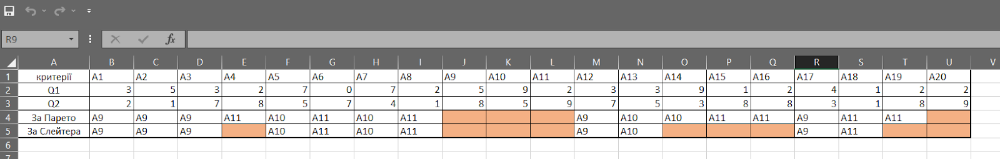 R9 fx
A B C D E F G H I J K L M N O P Q R S T U V
1 критерії A1 A2 A3 A4 A5 A6 A7 A8 A9 A10 A11 A12 A13 A14 A15 A16 A17 A18 A19 A20
2 Q1 3 5 3 2 7 0 7 2 5 9 2 3 3 9 1 2 4 1 2 2
3 Q2 2 1 7 8 5 7 4 1 8 5 9 7 5 3 8 8 3 1 8 9
4 За Парето A9 A9 A9 A11 A10 A11 A10 A11 A9 A10 A10 A11 A11 A9 A11 A11
5 За Слейтера A9 A9 A9 A10 A11 A10 A11 A9 A10 A9 A11
6
7